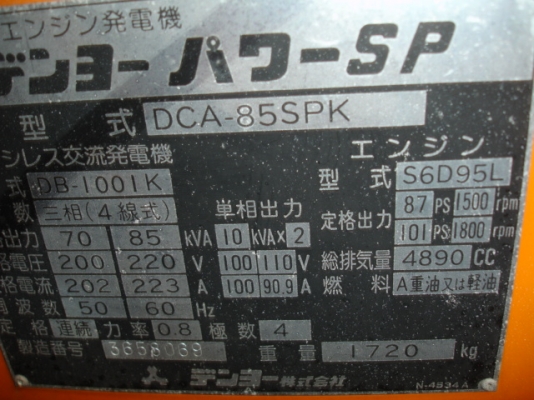 エンジン発電機
デンヨー パワーSP
型式 DCA-85SPK
シレス交流発電機 エンジン
式 DB-1001K 型式 S6D95L
数 三相(4線式) 単相出力 定格出力 87 PS 1500 rpm
出力 70 85 kVA 10 kVA×2 101 PS 1800 rpm
格電圧 200 220 V 100 110 V 総排気量 4890 CC
格電流 202 223 A 100 90.9 A 燃料 A重油又は軽油
周波数 50 60 Hz
定格 連続 力率 0.8 極数 4
製造番号 3658069 重量 1720 kg
デンヨー株式会社
N-4834A